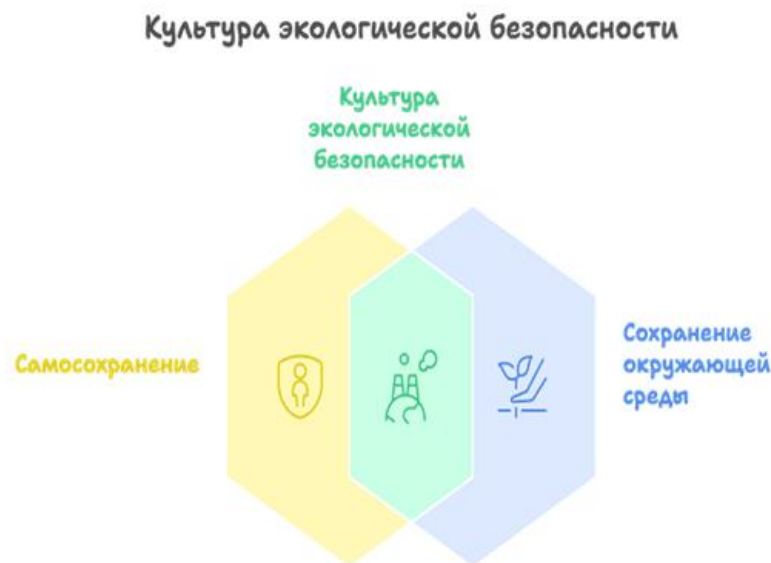 Культура экологической безопасности
Культура
экологической
безопасности
Самосохранение
Сохранение
окружающей
среды